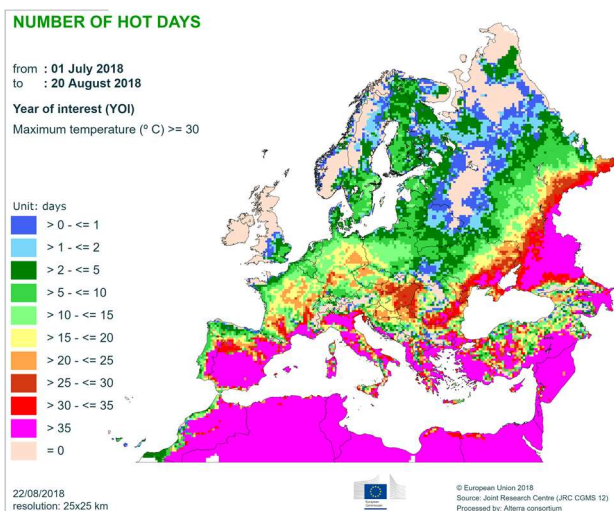 NUMBER OF HOT DAYS
from : 01 July 2018
to : 20 August 2018
Year of interest (YOI)
Maximum temperature (º C) >= 30
Unit: days
> 0 - <= 1
> 1 - <= 2
> 2 - <= 5
> 5 - <= 10
> 10 - <= 15
> 15 - <= 20
> 20 - <= 25
> 25 - <= 30
> 30 - <= 35
> 35
= 0
22/08/2018
resolution: 25x25 km
European
Commission
© European Union 2018
Source: Joint Research Centre (JRC CGMS 12)
Processed by: Alterra consortium